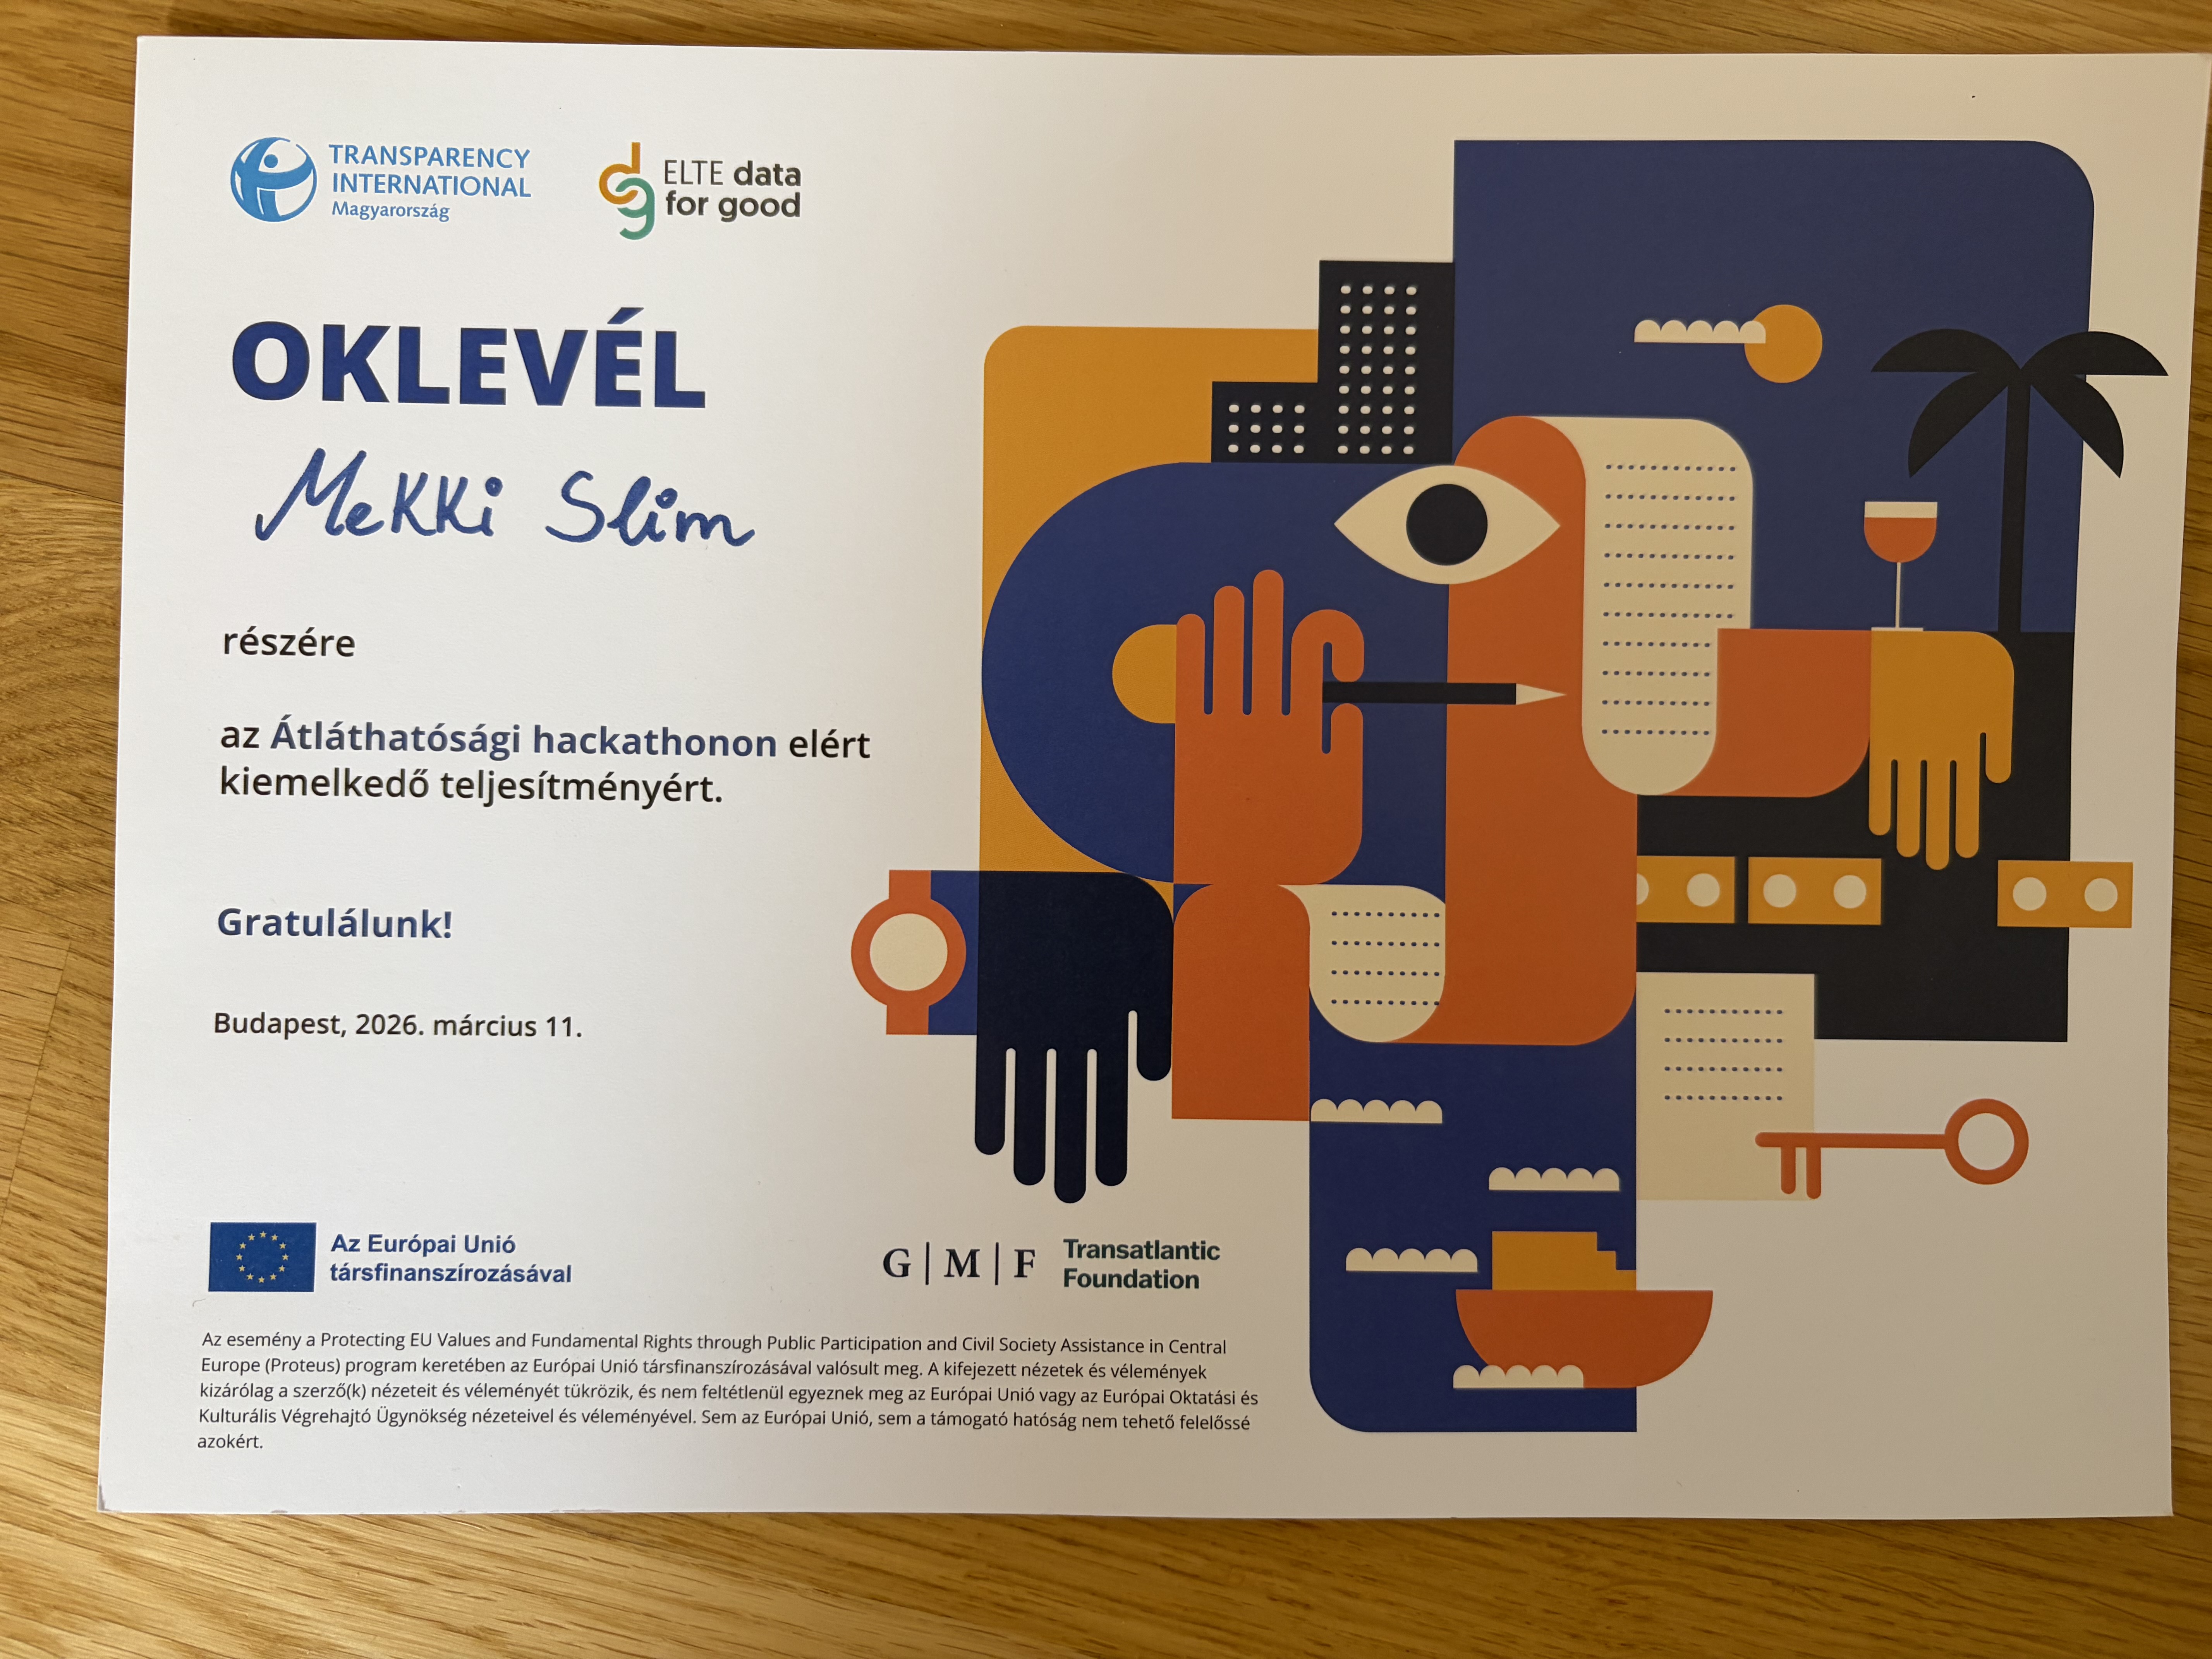 TRANSPARENCY
INTERNATIONAL
Magyarország
dg
ELTE data
for good
OKLEVÉL
Mekki Slim
részére
az Átláthatósági hackathonon elért
kiemelkedő teljesítményért.
Gratulálunk!
Budapest, 2026. március 11.
Az Európai Unió
társfinanszírozásával
G|M|F
Transatlantic
Foundation
Az esemény a Protecting EU Values and Fundamental Rights through Public Participation and Civil Society Assistance in Central
Europe (Proteus) program keretében az Európai Unió társfinanszírozásával valósult meg. A kifejezett nézetek és vélemények
kizárólag a szerző(k) nézeteit és véleményét tükrözik, és nem feltétlenül egyeznek meg az Európai Unió vagy az Európai Oktatási és
Kulturális Végrehajtó Ügynökség nézeteivel és véleményével. Sem az Európai Unió, sem a támogató hatóság nem tehető felelőssé
azokért.